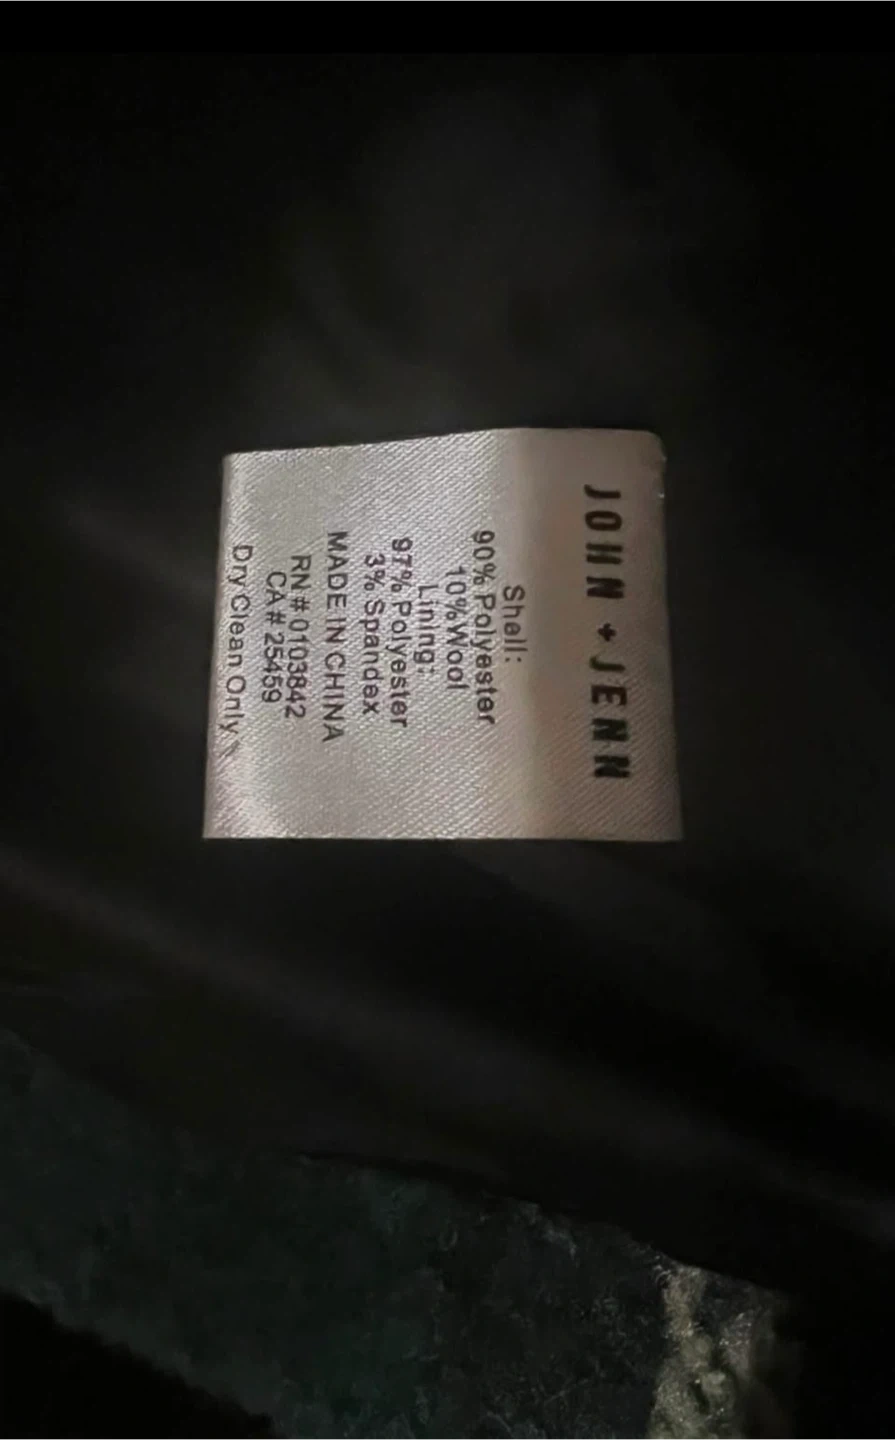 JOHN + JENN
Shell:
90% Polyester
10% Wool
Lining:
97% Polyester
3% Spandex
MADE IN CHINA
RN # 0103842
CA # 25459
Dry Clean Only